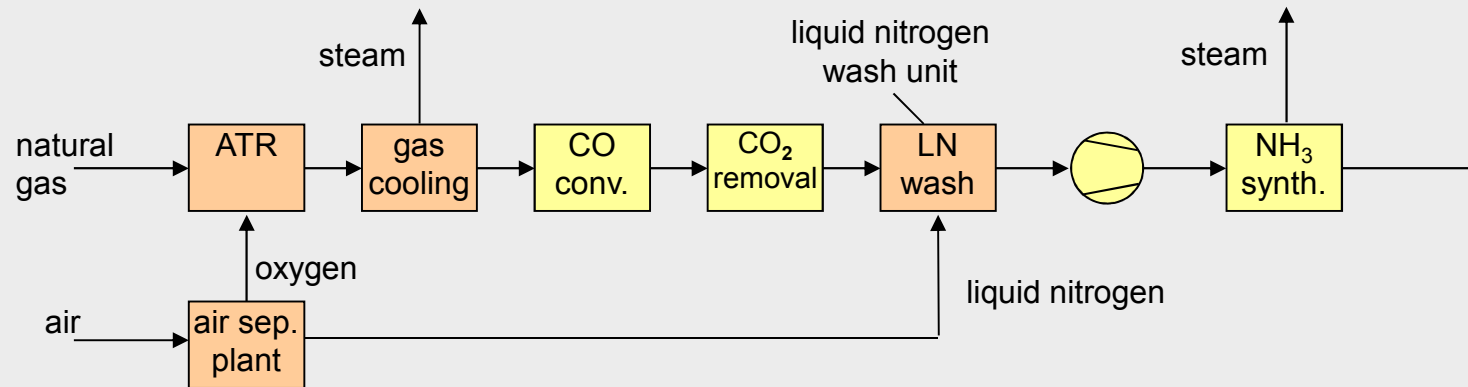 steam
liquid nitrogen
wash unit
steam
natural
gas
ATR
gas
cooling
CO
conv.
CO₂
removal
LN
wash
NH₃
synth.
oxygen
liquid nitrogen
air
air sep.
plant